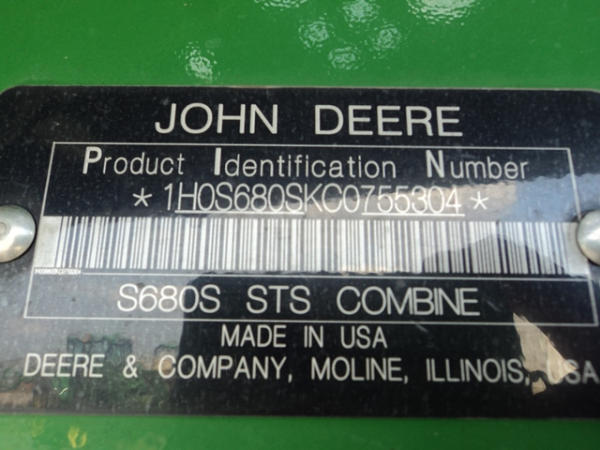 JOHN DEERE
Product Identification Number
*1H0S680SKC0755304*
S680S STS COMBINE
MADE IN USA
DEERE & COMPANY, MOLINE, ILLINOIS, USA